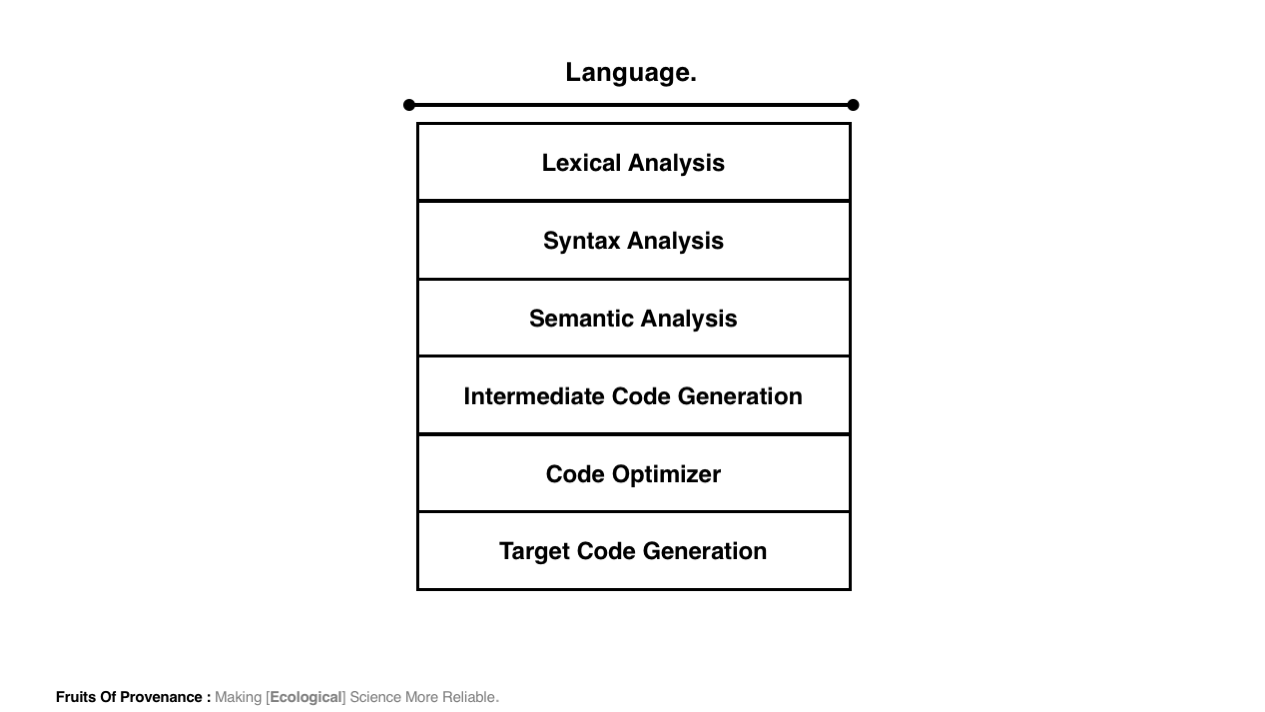 Language.
Lexical Analysis
Syntax Analysis
Semantic Analysis
Intermediate Code Generation
Code Optimizer
Target Code Generation
Fruits Of Provenance : Making [Ecological] Science More Reliable.